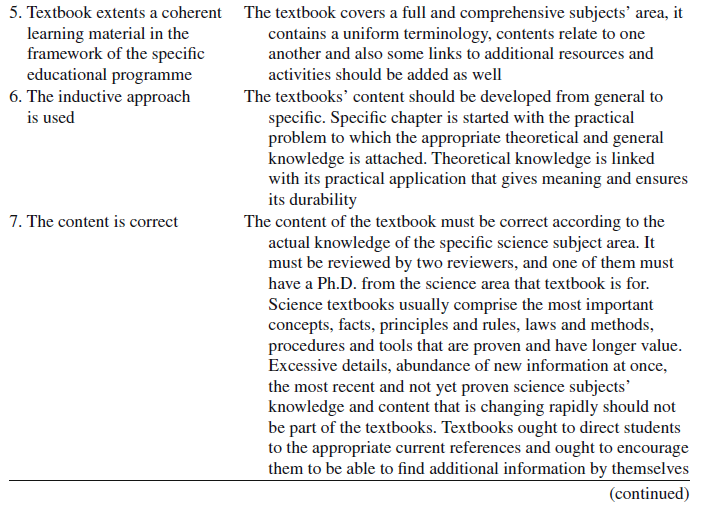 5. Textbook extents a coherent learning material in the framework of the specific educational programme
The textbook covers a full and comprehensive subjects' area, it
contains a uniform terminology, contents relate to one
another and also some links to additional resources and
activities should be added as well
6. The inductive approach is used
The textbooks' content should be developed from general to
specific. Specific chapter is started with the practical
problem to which the appropriate theoretical and general
knowledge is attached. Theoretical knowledge is linked
with its practical application that gives meaning and ensures
its durability
7. The content is correct
The content of the textbook must be correct according to the
actual knowledge of the specific science subject area. It
must be reviewed by two reviewers, and one of them must
have a Ph.D. from the science area that textbook is for.
Science textbooks usually comprise the most important
concepts, facts, principles and rules, laws and methods,
procedures and tools that are proven and have longer value.
Excessive details, abundance of new information at once,
the most recent and not yet proven science subjects'
knowledge and content that is changing rapidly should not
be part of the textbooks. Textbooks ought to direct students
to the appropriate current references and ought to encourage
them to be able to find additional information by themselves
(continued)